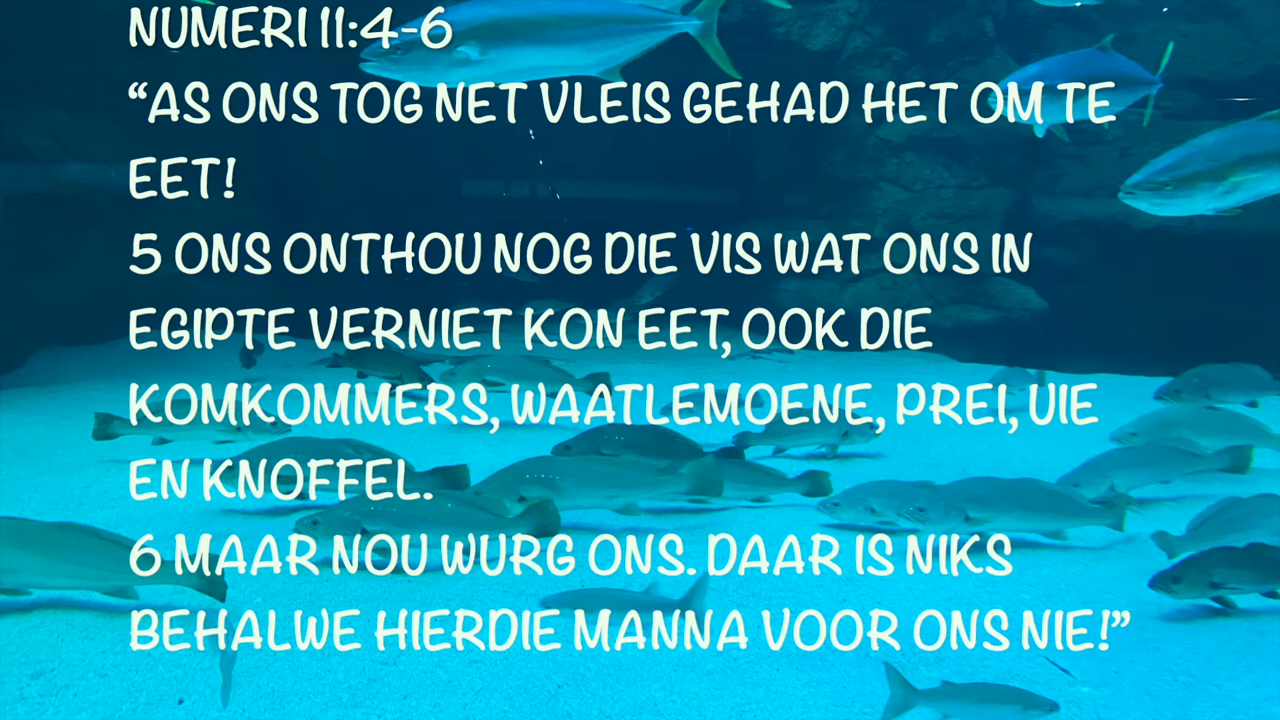 NUMERI 11:4-6
“AS ONS TOG NET VLEIS GEHAD HET OM TE
EET!
5 ONS ONTHOU NOG DIE VIS WAT ONS IN
EGIPTE VERNIET KON EET, OOK DIE
KOMKOMMERS, WAATLEMOENE, PREI, UIE
EN KNOFFEL.
6 MAAR NOU WURG ONS. DAAR IS NIKS
BEHALWE HIERDIE MANNA VOOR ONS NIE!”